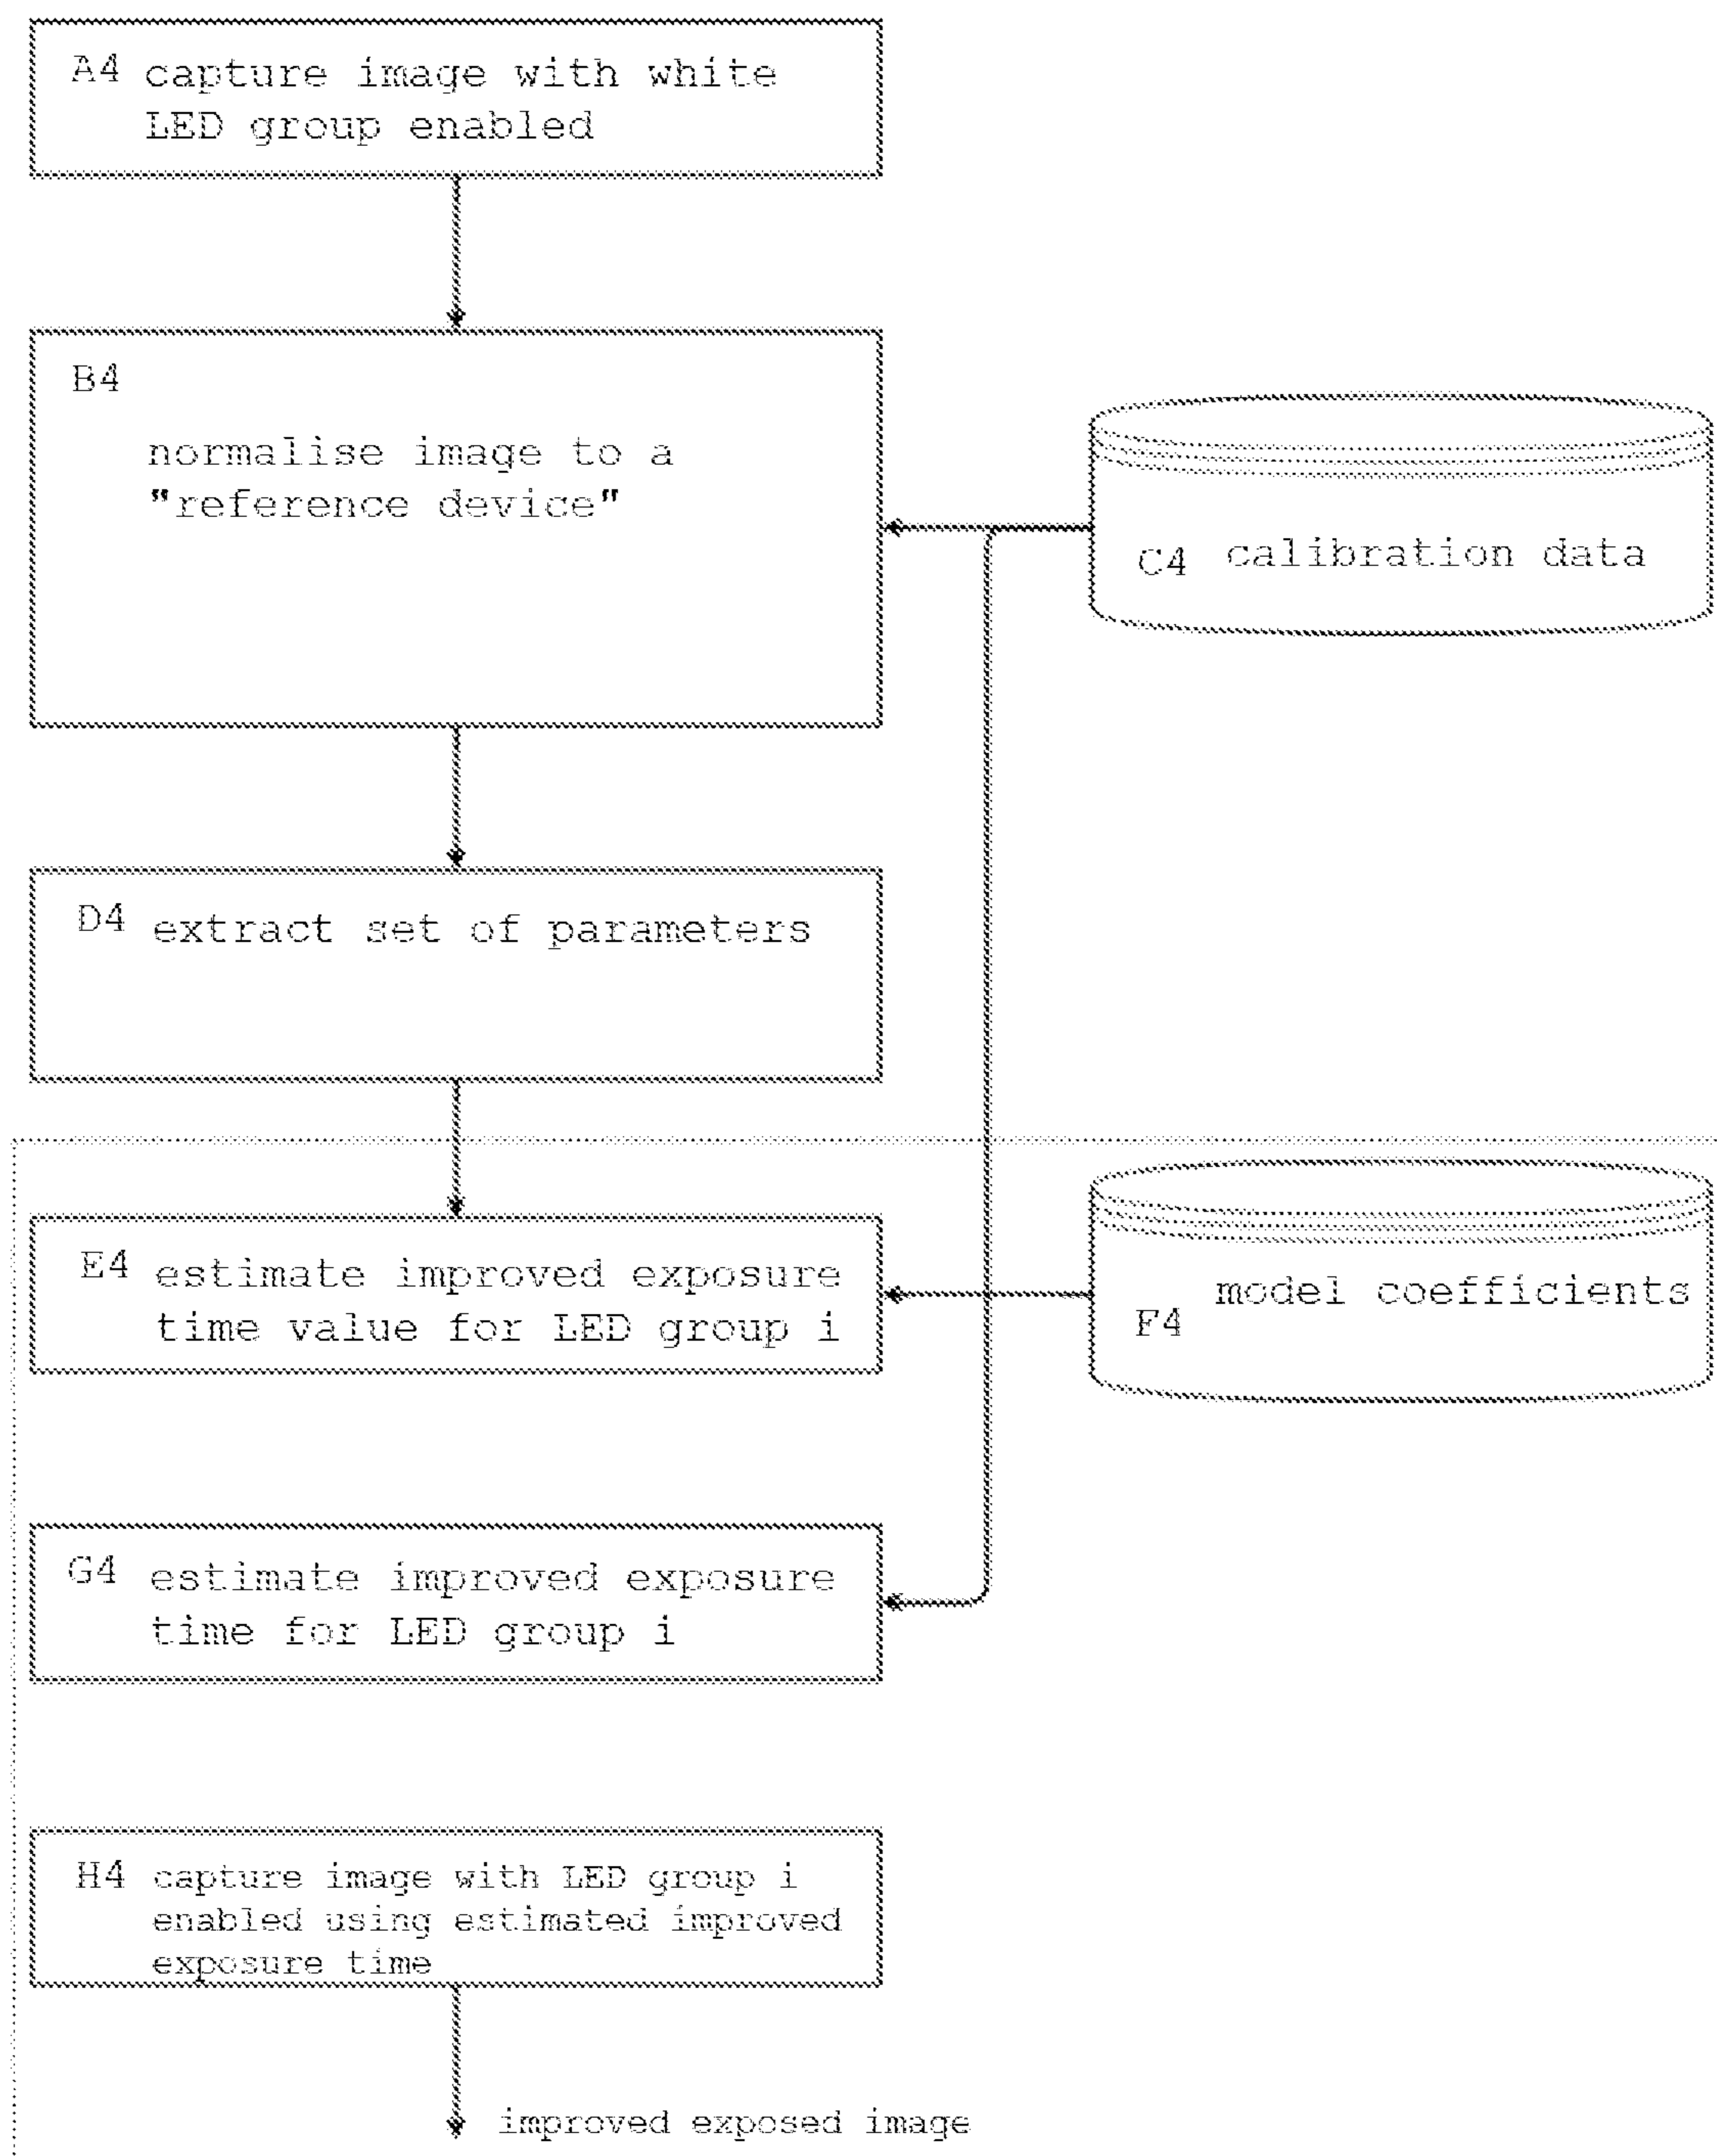 A4 capture image with white
LED group enabled
B4
normalise image to a
"reference device"
C4 calibration data
D4 extract set of parameters
E4 estimate improved exposure
time value for LED group i
F4 model coefficients
G4 estimate improved exposure
time for LED group i
H4 capture image with LED group i
enabled using estimated improved
exposure time
improved exposed image